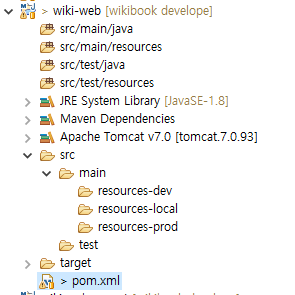 > wiki-web [wikibook develope]
src/main/java
src/main/resources
src/test/java
src/test/resources
JRE System Library [JavaSE-1.8]
Maven Dependencies
Apache Tomcat v7.0 [tomcat.7.0.93]
src
main
resources-dev
resources-local
resources-prod
test
target
> pom.xml